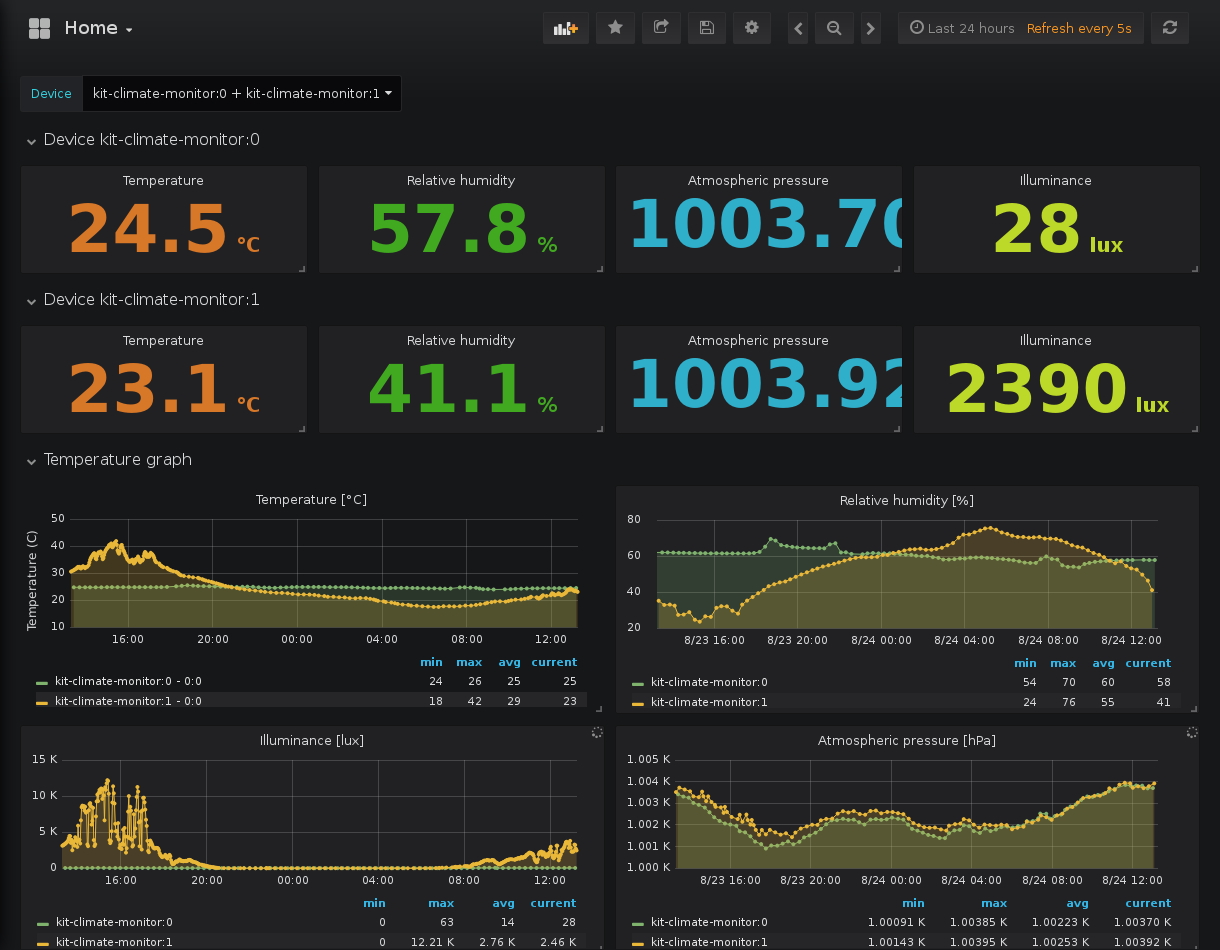 Home
Last 24 hours Refresh every 5s
Device kit-climate-monitor:0 + kit-climate-monitor:1
Device kit-climate-monitor:0
Temperature Relative humidity Atmospheric pressure Illuminance
24.5 °C 57.8 % 1003.70 28 lux
Device kit-climate-monitor:1
Temperature Relative humidity Atmospheric pressure Illuminance
23.1 °C 41.1 % 1003.92 2390 lux
Temperature graph
Temperature [°C]
Temperature (C)
50
40
30
20
10
16:00 20:00 00:00 04:00 08:00 12:00
min max avg current
kit-climate-monitor:0 - 0:0 24 26 25 25
kit-climate-monitor:1 - 0:0 18 42 29 23
Relative humidity [%]
80
60
40
20
8/23 16:00 8/23 20:00 8/24 00:00 8/24 04:00 8/24 08:00 8/24 12:00
min max avg current
kit-climate-monitor:0 54 70 60 58
kit-climate-monitor:1 24 76 55 41
Illuminance [lux]
15 K
10 K
5 K
0
16:00 20:00 00:00 04:00 08:00 12:00
min max avg current
kit-climate-monitor:0 0 63 14 28
kit-climate-monitor:1 0 12.21 K 2.76 K 2.46 K
Atmospheric pressure [hPa]
1.005 K
1.004 K
1.003 K
1.002 K
1.001 K
1.000 K
8/23 16:00 8/23 20:00 8/24 00:00 8/24 04:00 8/24 08:00 8/24 12:00
min max avg current
kit-climate-monitor:0 1.00091 K 1.00385 K 1.00223 K 1.00370 K
kit-climate-monitor:1 1.00143 K 1.00395 K 1.00253 K 1.00392 K